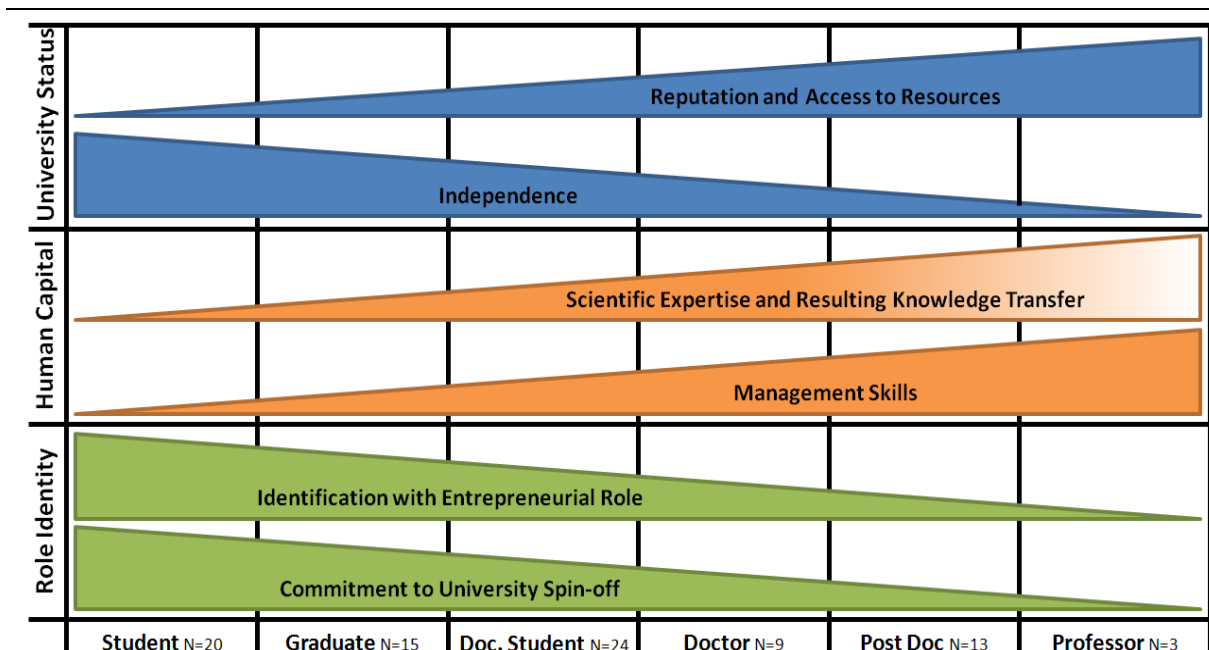 University Status
Reputation and Access to Resources
Independence
Human Capital
Scientific Expertise and Resulting Knowledge Transfer
Management Skills
Role Identity
Identification with Entrepreneurial Role
Commitment to University Spin-off
Student N=20
Graduate N=15
Doc. Student N=24
Doctor N=9
Post Doc N=13
Professor N=3